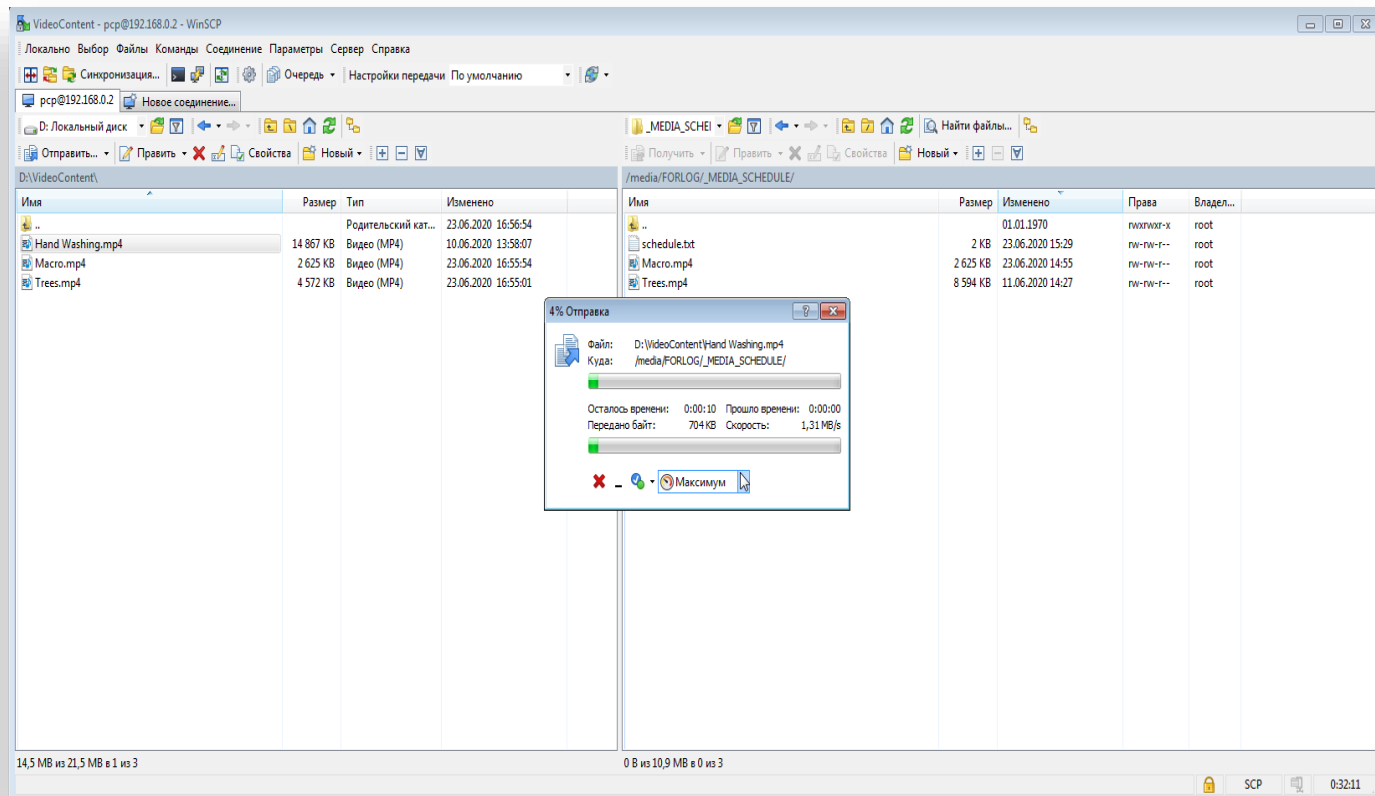 VideoContent - pcp@192.168.0.2 - WinSCP
Локально Выбор Файлы Команды Соединение Параметры Сервер Справка
Синхронизация... Очередь Настройки передачи По умолчанию
pcp@192.168.0.2 Новое соединение...
D: Локальный диск
Отправить... Править Свойства Новый
D:\VideoContent\
Имя Размер Тип Изменено
.. Родительский кат... 23.06.2020 16:56:54
Hand Washing.mp4 14 867 KB Видео (MP4) 10.06.2020 13:58:07
Macro.mp4 2 625 KB Видео (MP4) 23.06.2020 16:55:54
Trees.mp4 4 572 KB Видео (MP4) 23.06.2020 16:55:01
14,5 MB из 21,5 MB в 1 из 3
_MEDIA_SCHEI Найти файлы...
Получить Править Свойства Новый
/media/FORLOG/_MEDIA_SCHEDULE/
Имя Размер Изменено Права Владел...
.. 01.01.1970 rwxrwxr-x root
schedule.txt 2 KB 23.06.2020 15:29 rw-rw-r-- root
Macro.mp4 2 625 KB 23.06.2020 14:55 rw-rw-r-- root
Trees.mp4 8 594 KB 11.06.2020 14:27 rw-rw-r-- root
0 B из 10,9 MB в 0 из 3
4% Отправка
Файл: D:\VideoContent\Hand Washing.mp4
Куда: /media/FORLOG/_MEDIA_SCHEDULE/
Осталось времени: 0:00:10 Прошло времени: 0:00:00
Передано байт: 704 KB Скорость: 1,31 MB/s
Максимум
SCP 0:32:11